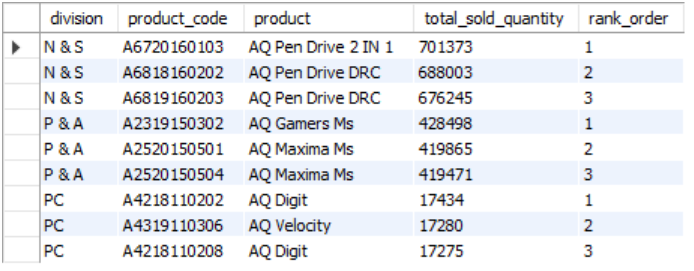 division product_code product total_sold_quantity rank_order
N & S A6720160103 AQ Pen Drive 2 IN 1 701373 1
N & S A6818160202 AQ Pen Drive DRC 688003 2
N & S A6819160203 AQ Pen Drive DRC 676245 3
P & A A2319150302 AQ Gamers Ms 428498 1
P & A A2520150501 AQ Maxima Ms 419865 2
P & A A2520150504 AQ Maxima Ms 419471 3
PC A4218110202 AQ Digit 17434 1
PC A4319110306 AQ Velocity 17280 2
PC A4218110208 AQ Digit 17275 3